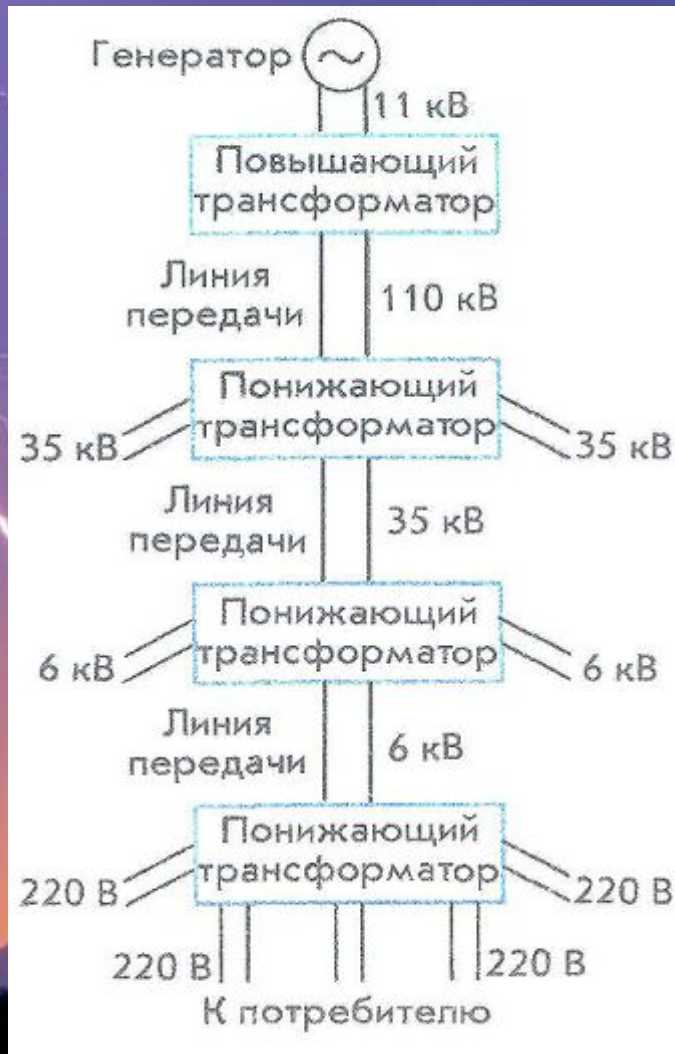 Генератор
11 кВ
Повышающий
трансформатор
Линия
передачи
110 кВ
Понижающий
трансформатор
35 кВ
35 кВ
Линия
передачи
35 кВ
Понижающий
трансформатор
6 кВ
6 кВ
Линия
передачи
6 кВ
Понижающий
трансформатор
220 В
220 В
220 В
220 В
К потребителю